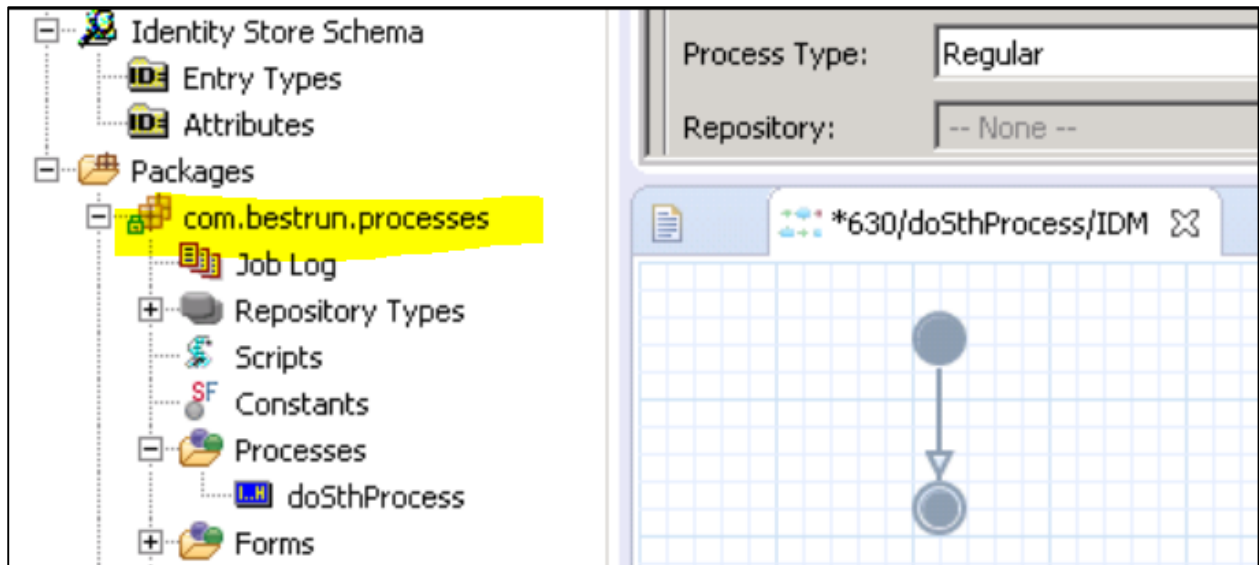 Identity Store Schema
Entry Types
Attributes
Packages
com.bestrun.processes
Job Log
Repository Types
Scripts
Constants
Processes
doSthProcess
Forms
Process Type: Regular
Repository: -- None --
*630/doSthProcess/IDM